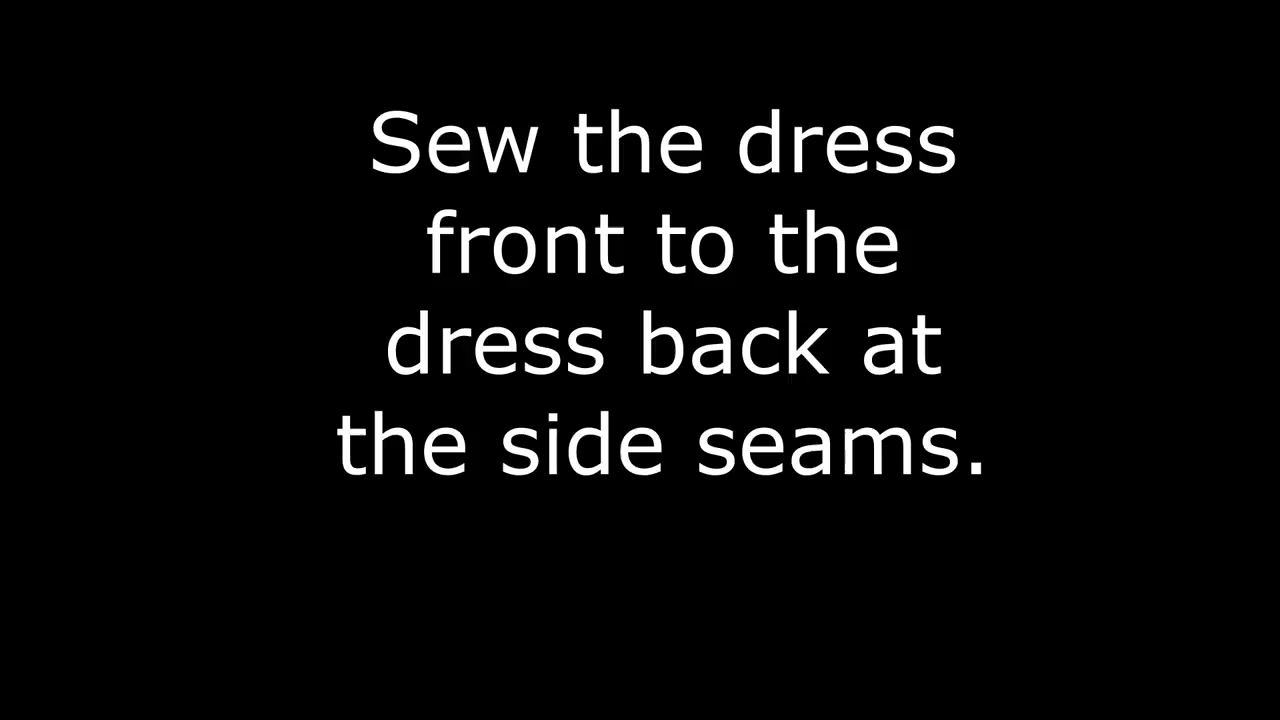 Sew the dress
front to the
dress back at
the side seams.